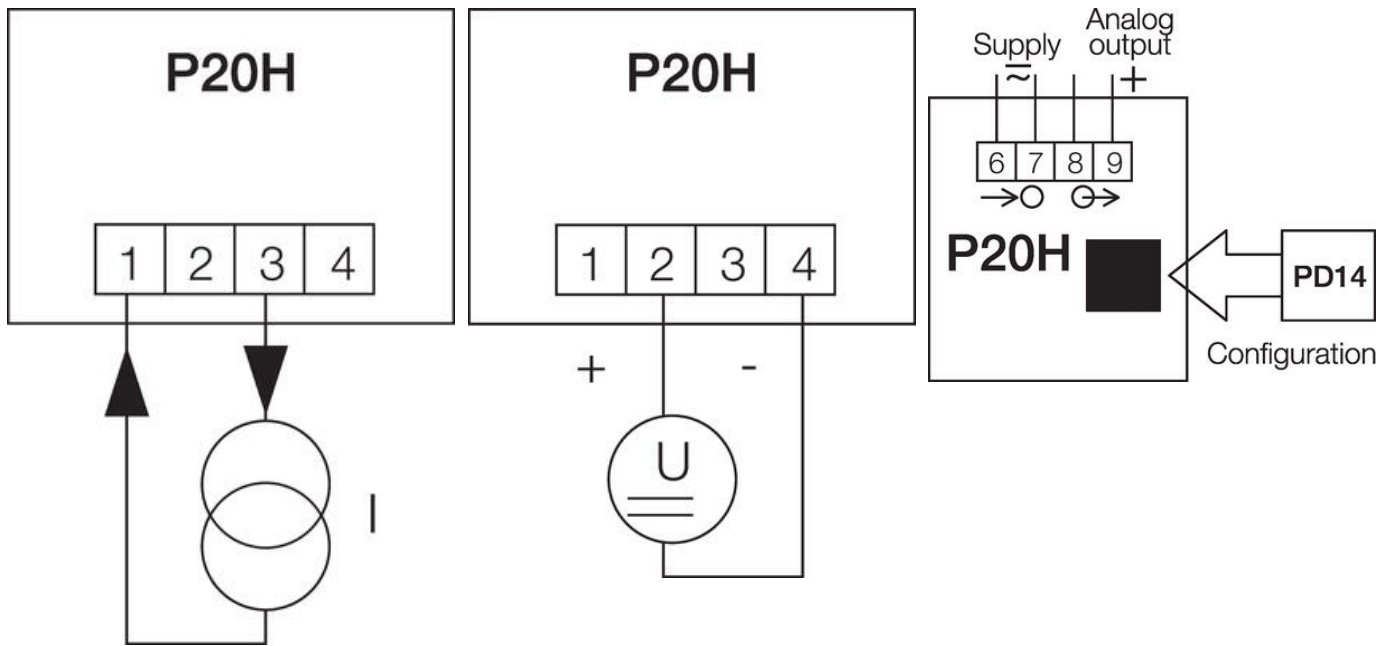 P20H
1 2 3 4
I
P20H
1 2 3 4
+ -
U
Supply
Analog output
+
6 7 8 9
P20H
PD14
Configuration